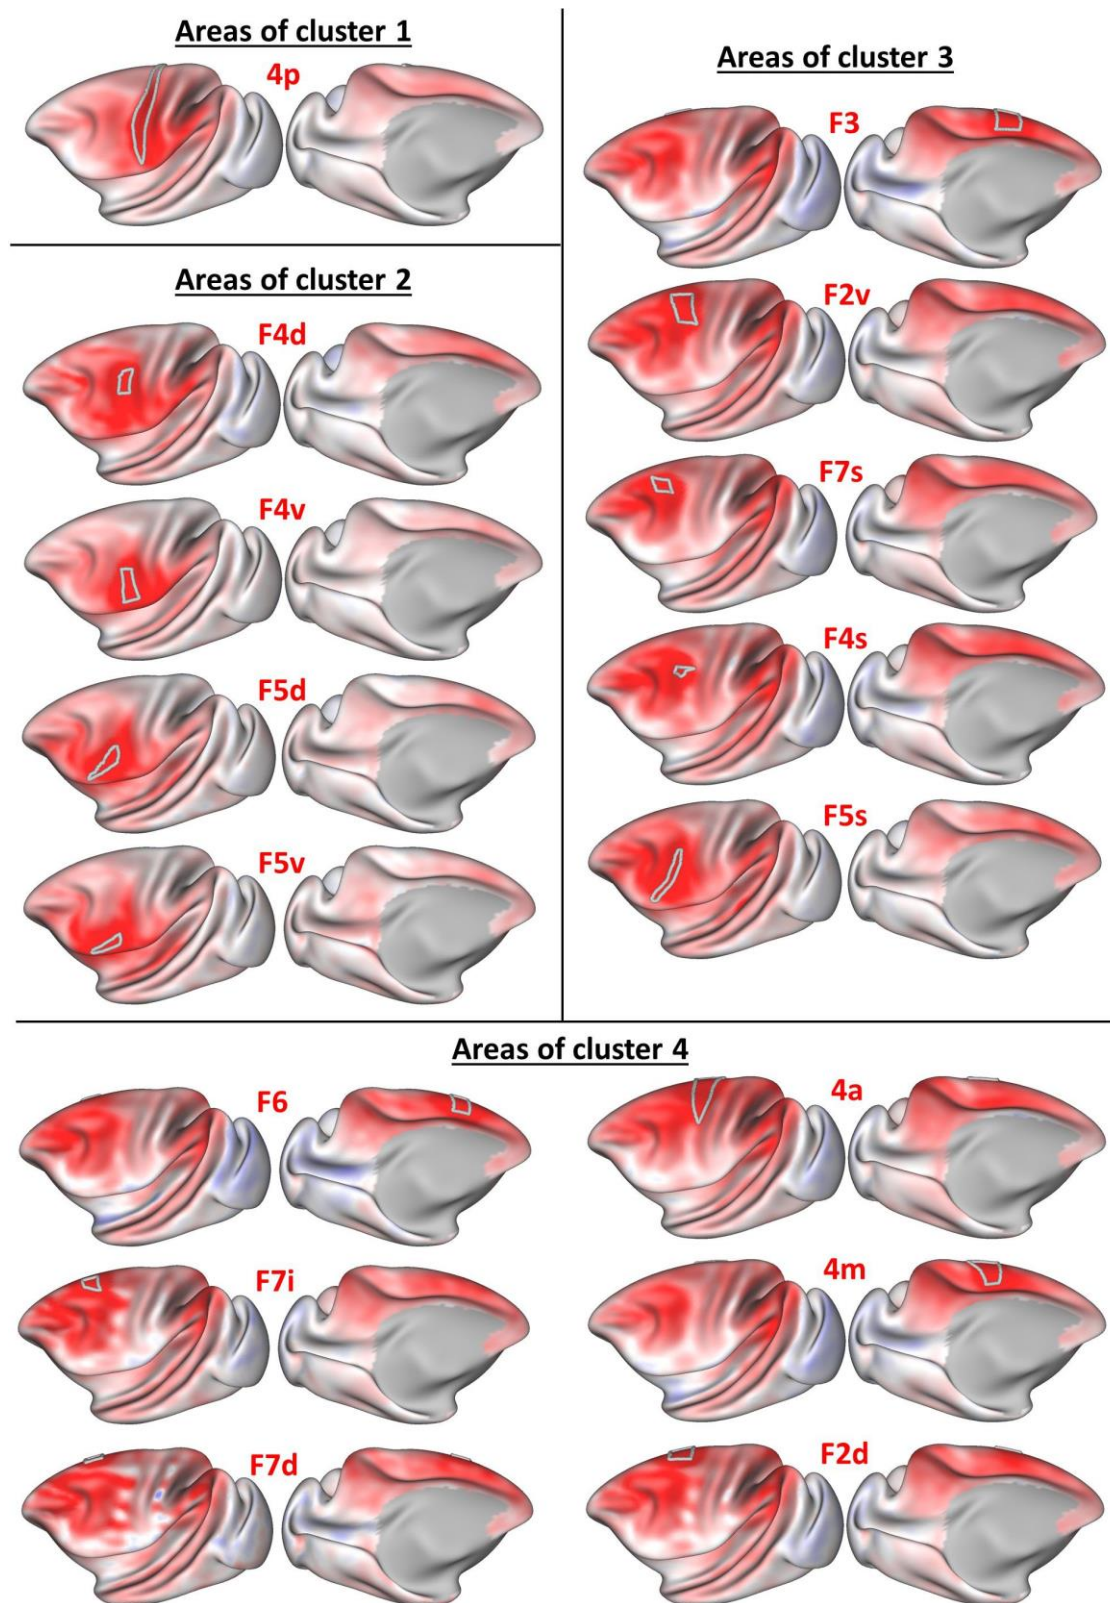 Areas of cluster 1
4p
Areas of cluster 2
F4d
F4v
F5d
F5v
Areas of cluster 3
F3
F2v
F7s
F4s
F5s
Areas of cluster 4
F6
F7i
F7d
4a
4m
F2d